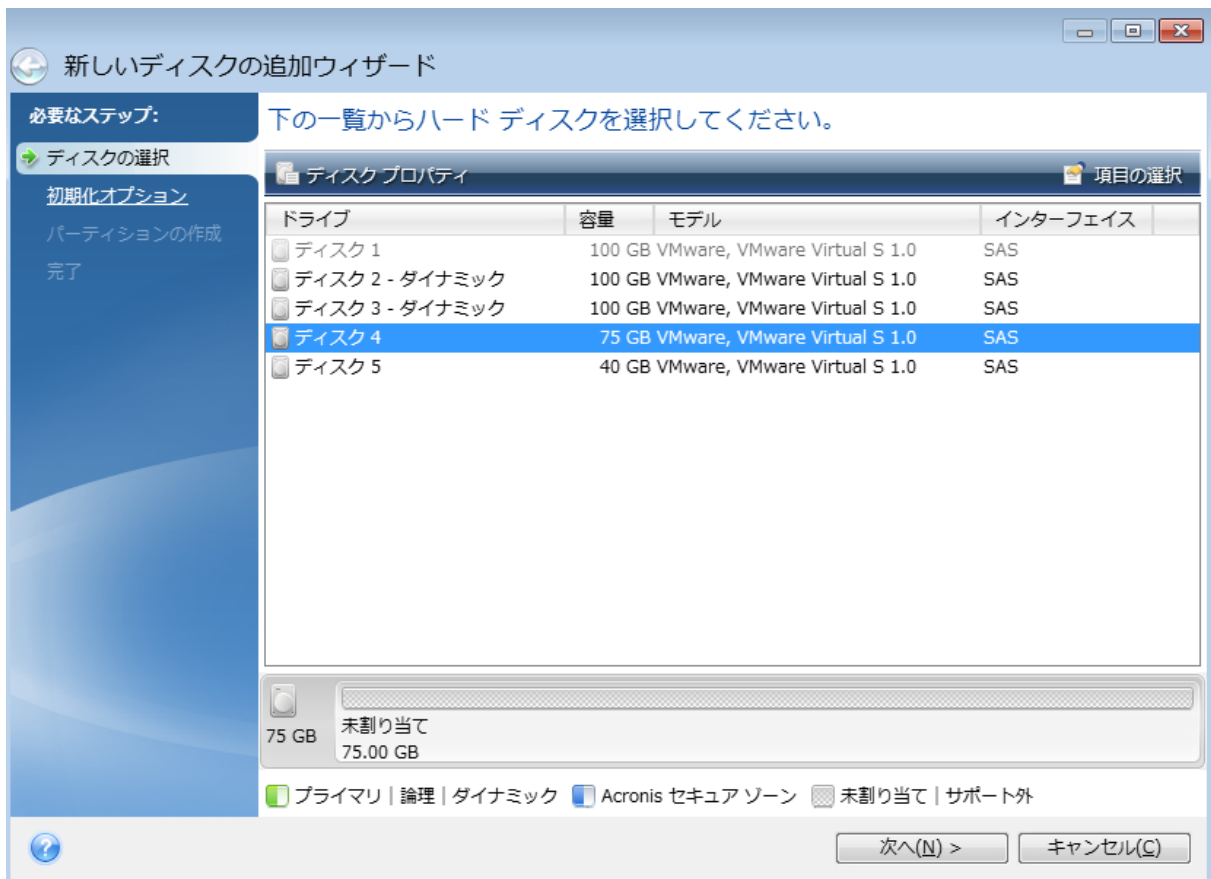 新しいディスクの追加ウィザード
必要なステップ:
ディスクの選択
初期化オプション
パーティションの作成
完了
下の一覧からハード ディスクを選択してください。
ディスク プロパティ 項目の選択
ドライブ 容量 モデル インターフェイス
ディスク 1 100 GB VMware, VMware Virtual S 1.0 SAS
ディスク 2 - ダイナミック 100 GB VMware, VMware Virtual S 1.0 SAS
ディスク 3 - ダイナミック 100 GB VMware, VMware Virtual S 1.0 SAS
ディスク 4 75 GB VMware, VMware Virtual S 1.0 SAS
ディスク 5 40 GB VMware, VMware Virtual S 1.0 SAS
75 GB
未割り当て
75.00 GB
プライマリ | 論理 | ダイナミック Acronis セキュア ゾーン 未割り当て | サポート外
次へ(N) > キャンセル(C)